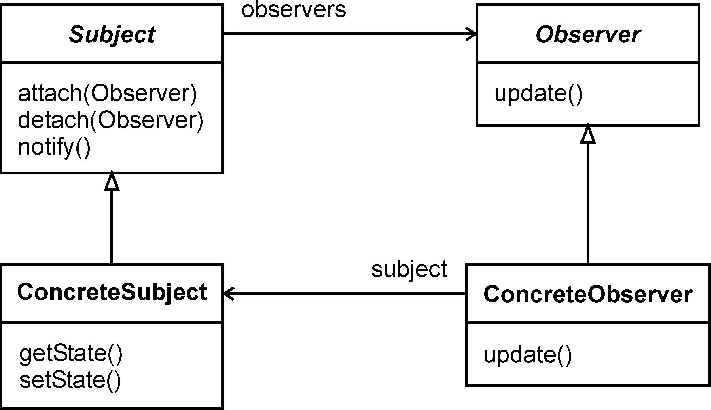 observers
Subject
attach(Observer)
detach(Observer)
notify()
Observer
update()
subject
ConcreteSubject
getState()
setState()
ConcreteObserver
update()